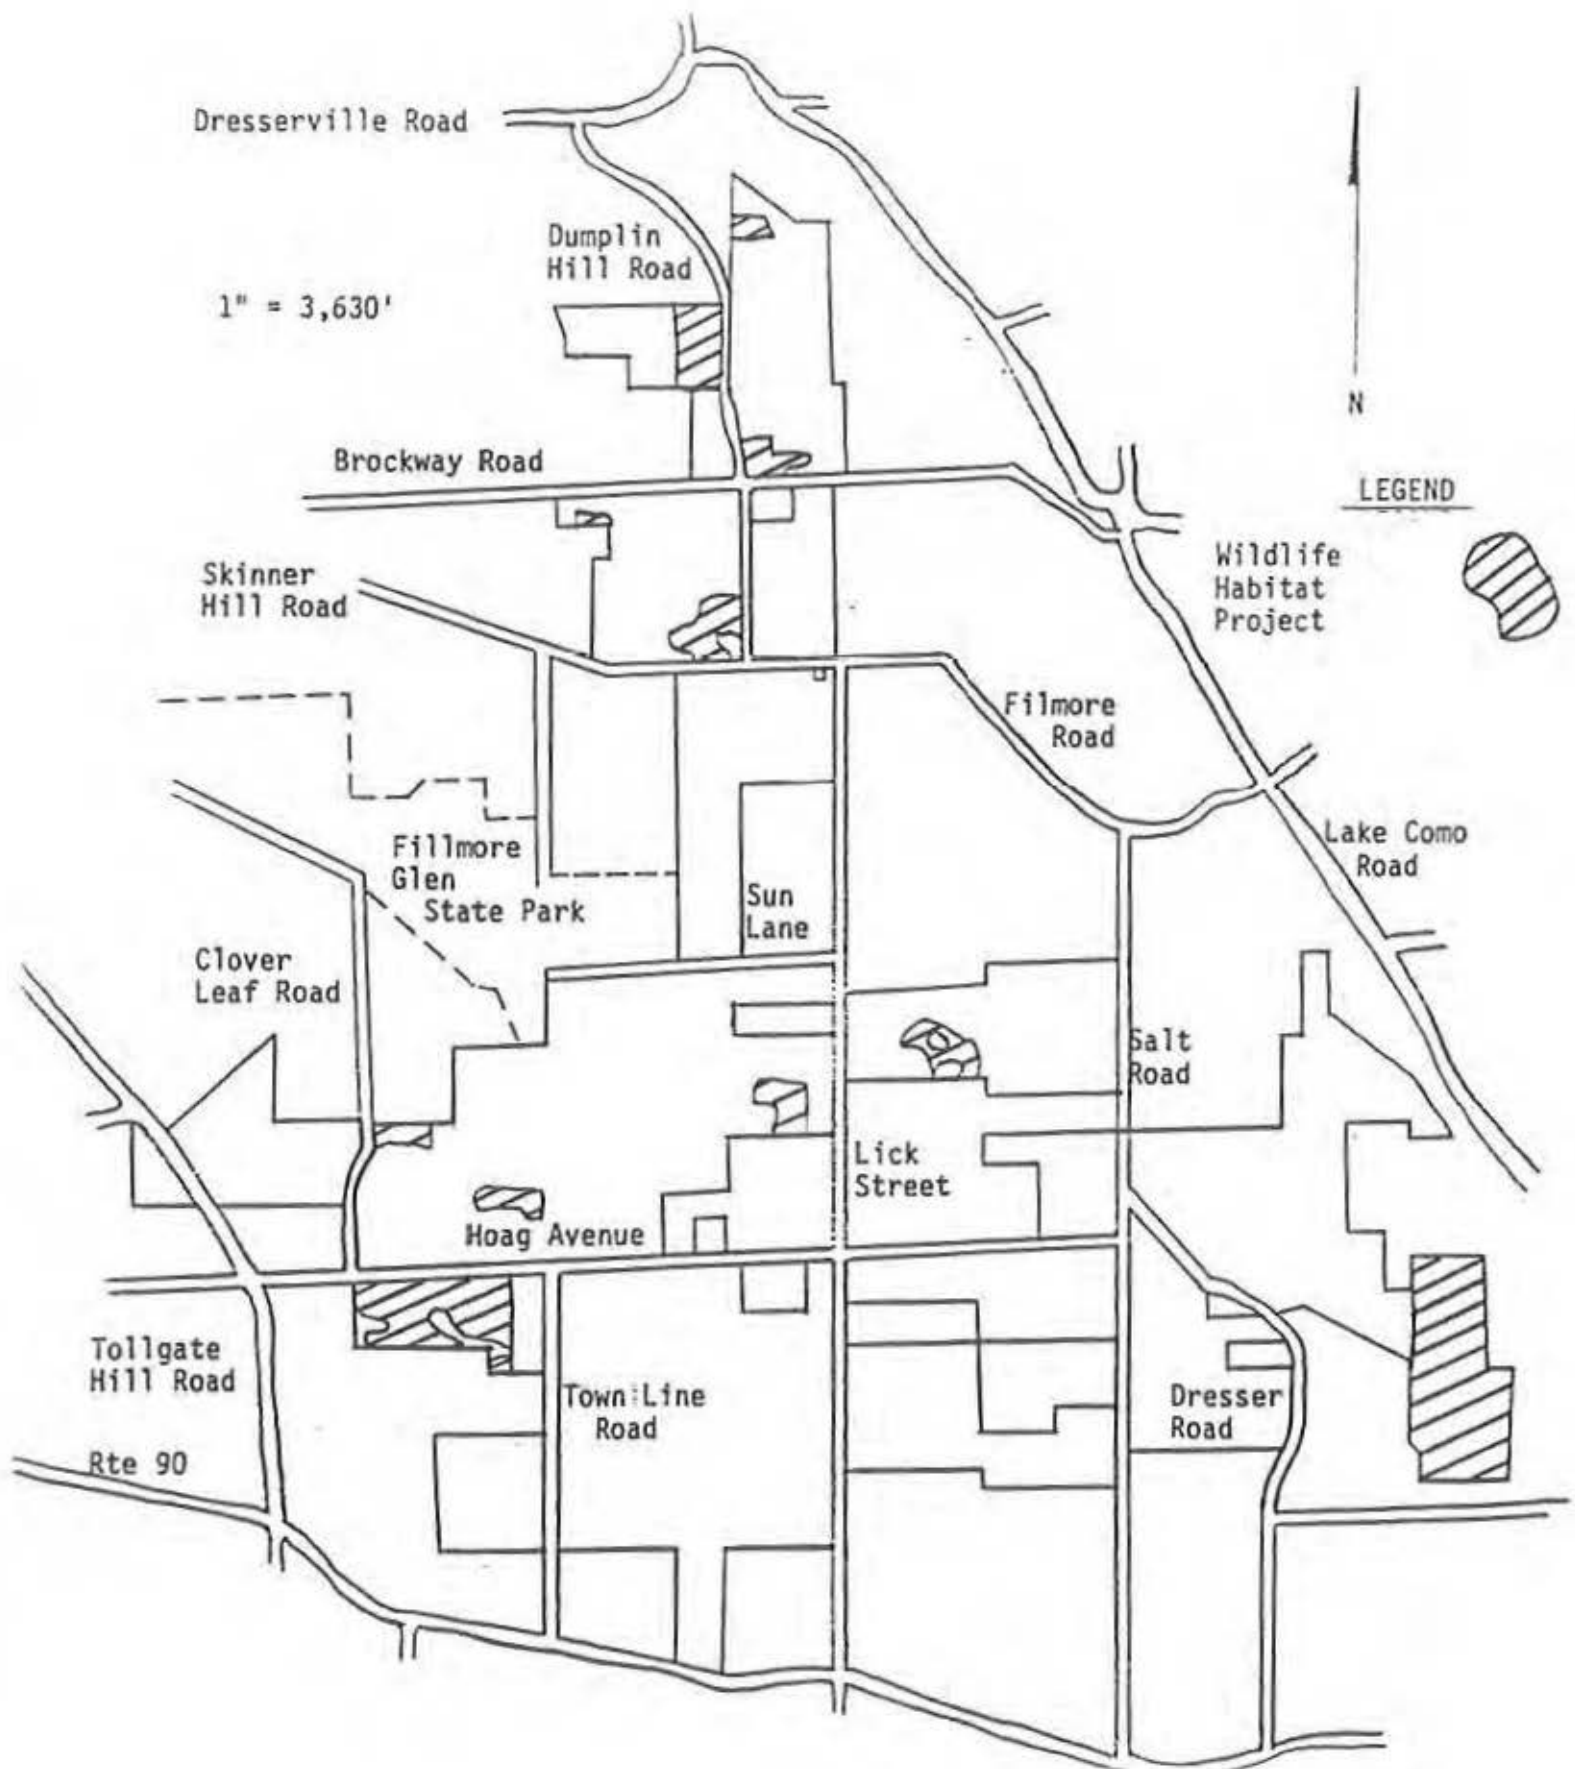 Dresserville Road
Dumplin
Hill Road
1" = 3,630'
N
Brockway Road
LEGEND
Wildlife
Habitat
Project
Skinner
Hill Road
Filmore
Road
Fillmore
Glen
State Park
Lake Como
Road
Sun
Lane
Clover
Leaf Road
Salt
Road
Lick
Street
Hoag Avenue
Tollgate
Hill Road
Town Line
Road
Dresser
Road
Rte 90